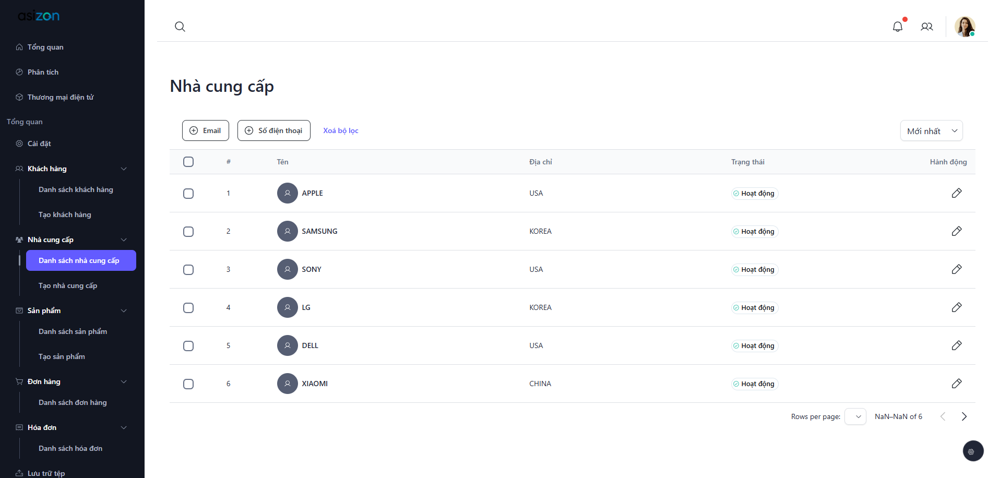 asizon
Tổng quan
Phân tích
Thương mại điện tử
Tổng quan
Cài đặt
Khách hàng
Danh sách khách hàng
Tạo khách hàng
Nhà cung cấp
Danh sách nhà cung cấp
Tạo nhà cung cấp
Sản phẩm
Danh sách sản phẩm
Tạo sản phẩm
Đơn hàng
Danh sách đơn hàng
Hóa đơn
Danh sách hóa đơn
Lưu trữ tệp
Nhà cung cấp
Email Số điện thoại Xoá bộ lọc Mới nhất
# Tên Địa chỉ Trạng thái Hành động
1 APPLE USA Hoạt động
2 SAMSUNG KOREA Hoạt động
3 SONY USA Hoạt động
4 LG KOREA Hoạt động
5 DELL USA Hoạt động
6 XIAOMI CHINA Hoạt động
Rows per page: NaN–NaN of 6